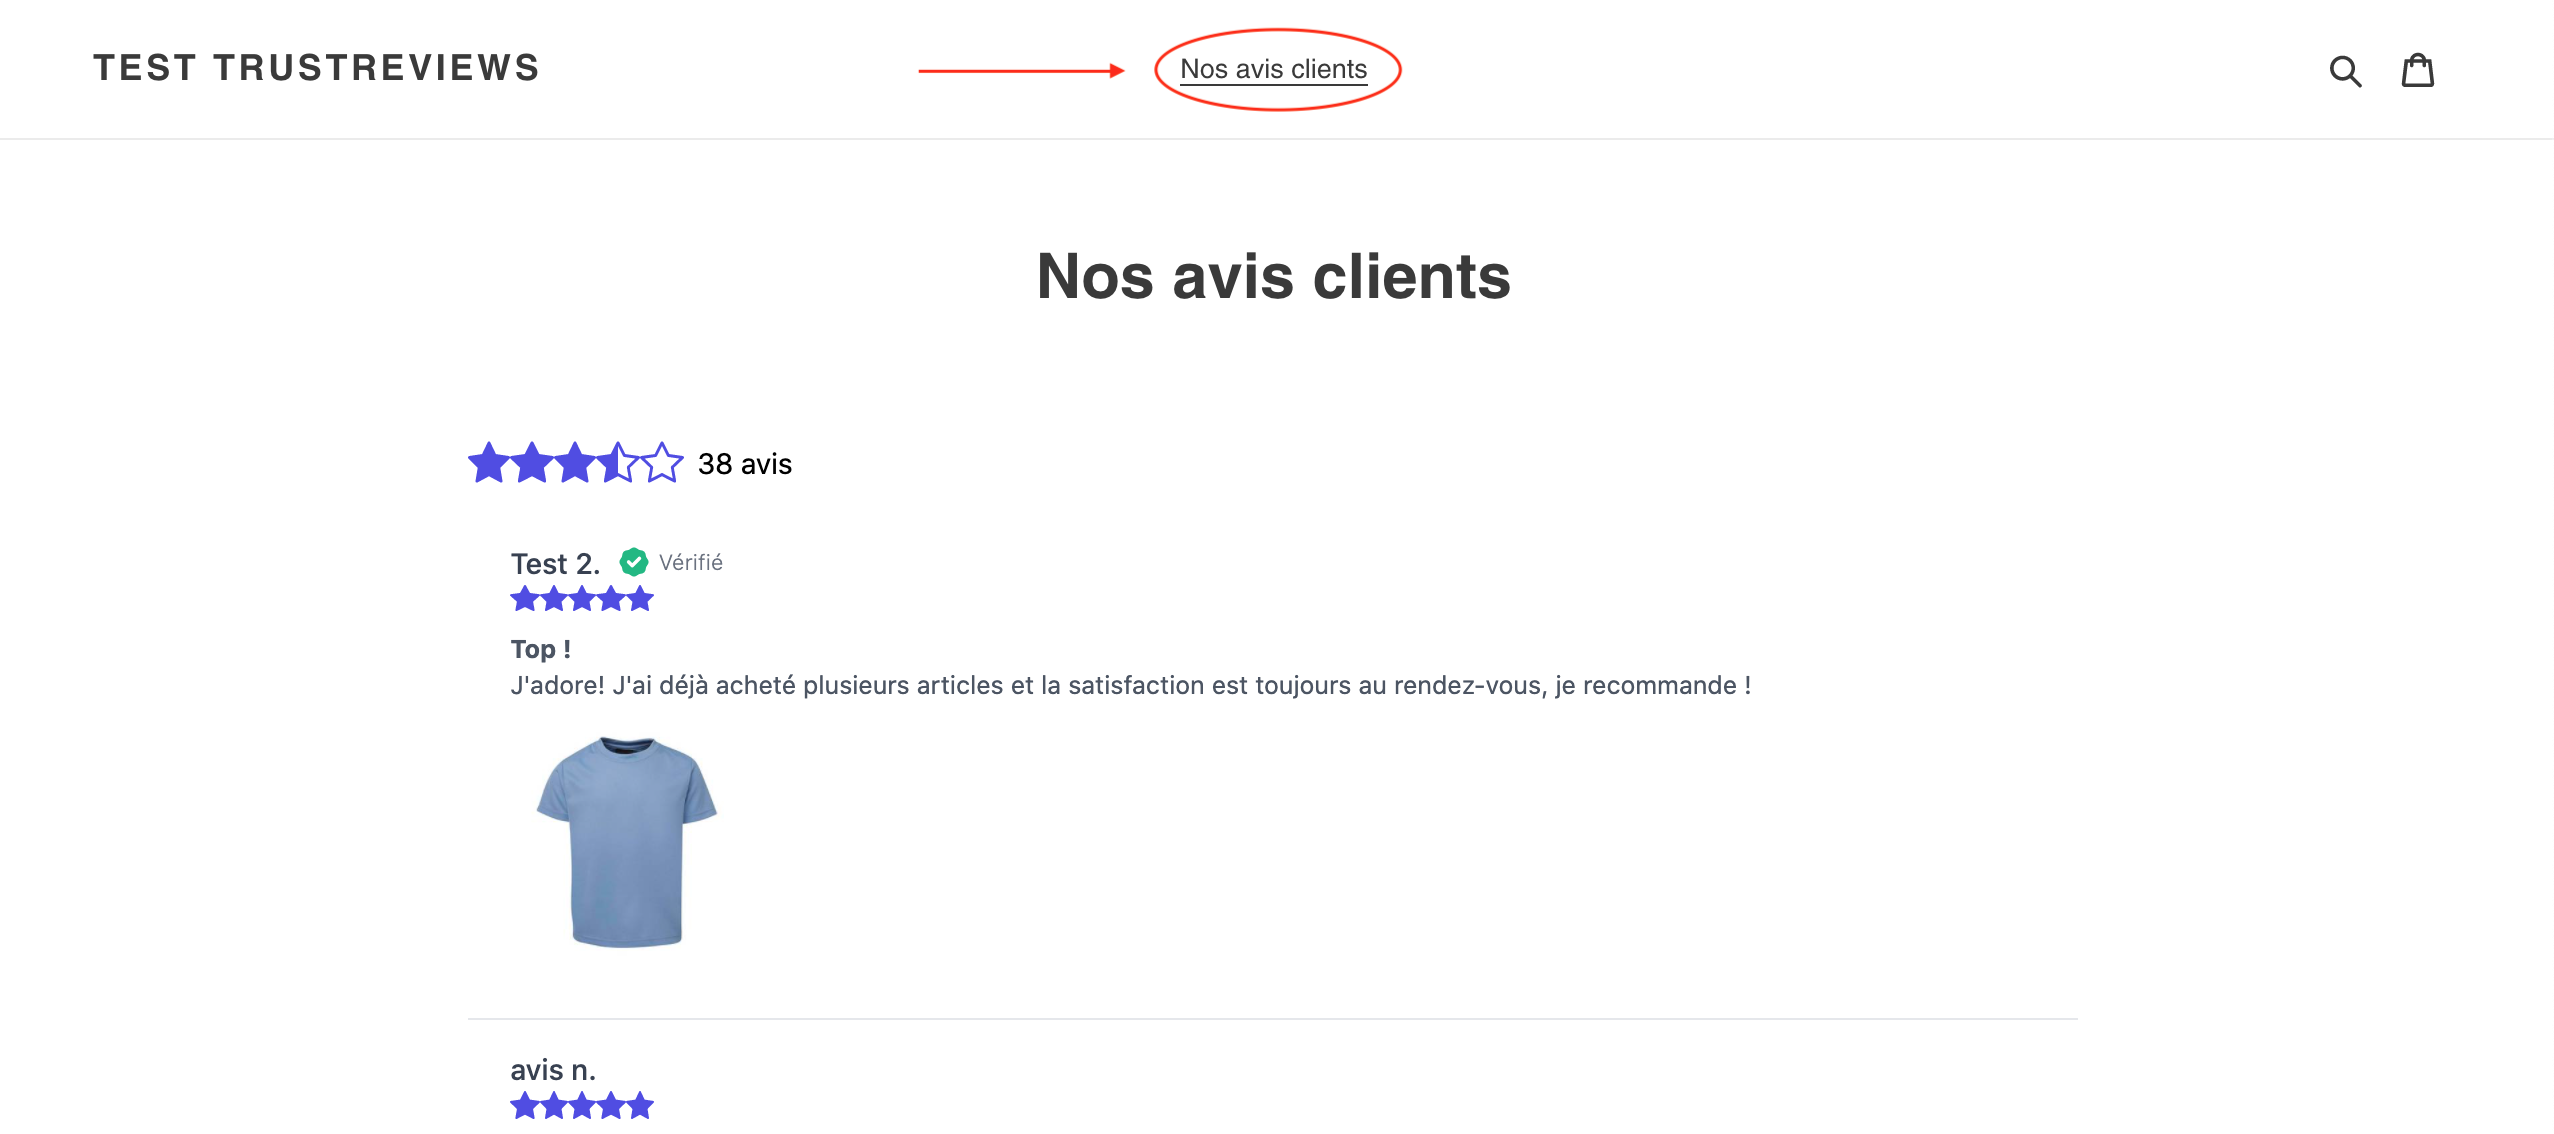 TEST TRUSTREVIEWS
Nos avis clients
Nos avis clients
38 avis
Test 2.
Vérifié
Top !
J'adore! J'ai déjà acheté plusieurs articles et la satisfaction est toujours au rendez-vous, je recommande !
avis n.